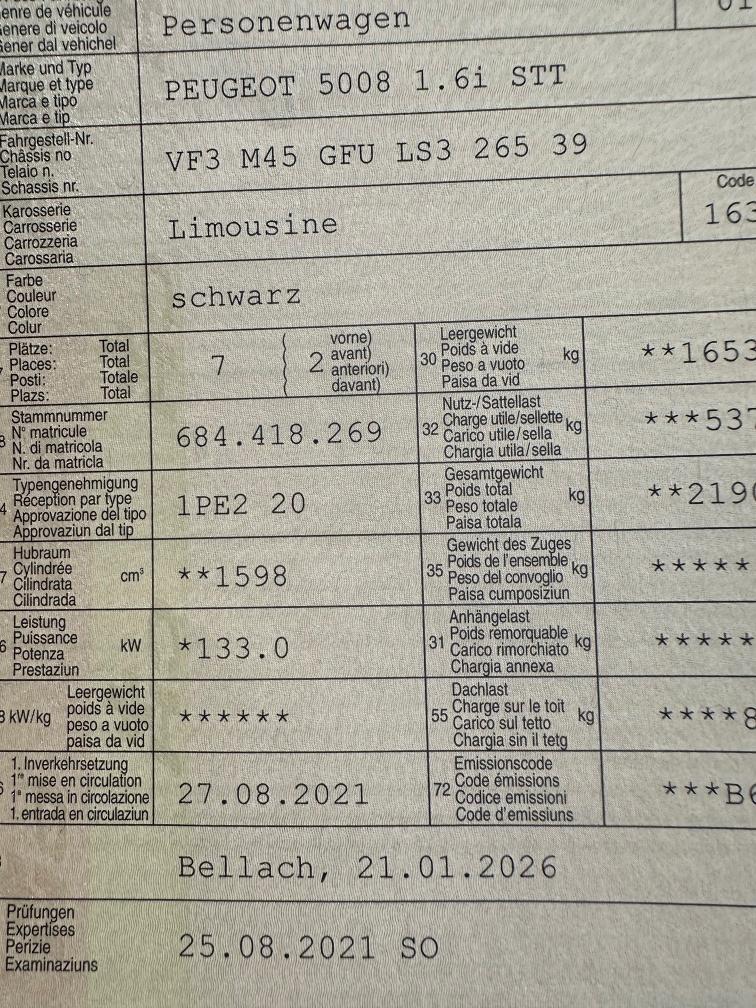 enre de véhicule
enere di veicolo
Gener dal vehichel
Personenwagen
01
Marke und Typ
Marque et type
Marca e tipo
Marca e tip
PEUGEOT 5008 1.6i STT
Fahrgestell-Nr.
Châssis no
Telaio n.
Schassis nr.
VF3 M45 GFU LS3 265 39
Karosserie
Carrosserie
Carrozzeria
Carossaria
Limousine
Code
163
Farbe
Couleur
Colore
Colur
schwarz
Plätze: Total
Places: Total
Posti: Totale
Plazs: Total
7
2
vorne)
avant)
anteriori)
davant)
30
Leergewicht
Poids à vide
Peso a vuoto
Paisa da vid
kg
**1653
Stammnummer
N° matricule
N. di matricola
Nr. da matricla
684.418.269
32
Nutz-/Sattellast
Charge utile/sellette
Carico utile/sella
Chargia utila/sella
kg
***537
4
Typengenehmigung
Réception par type
Approvazione del tipo
Approvaziun dal tip
1PE2 20
33
Gesamtgewicht
Poids total
Peso totale
Paisa totala
kg
**2190
7
Hubraum
Cylindrée
Cilindrata
Cilindrada
cm³
**1598
35
Gewicht des Zuges
Poids de l'ensemble
Peso del convoglio
Paisa cumposiziun
kg
*****
6
Leistung
Puissance
Potenza
Prestaziun
kW
*133.0
31
Anhängelast
Poids remorquable
Carico rimorchiato
Chargia annexa
kg
*****
kW/kg
Leergewicht
poids à vide
peso a vuoto
paisa da vid
******
55
Dachlast
Charge sur le toit
Carico sul tetto
Chargia sin il tetg
kg
****8
1. Inverkehrsetzung
1re mise en circulation
1a messa in circolazione
1. entrada en circulaziun
27.08.2021
72
Emissionscode
Code émissions
Codice emissioni
Code d'emissiuns
***B6
Bellach, 21.01.2026
Prüfungen
Expertises
Perizie
Examinaziuns
25.08.2021 SO